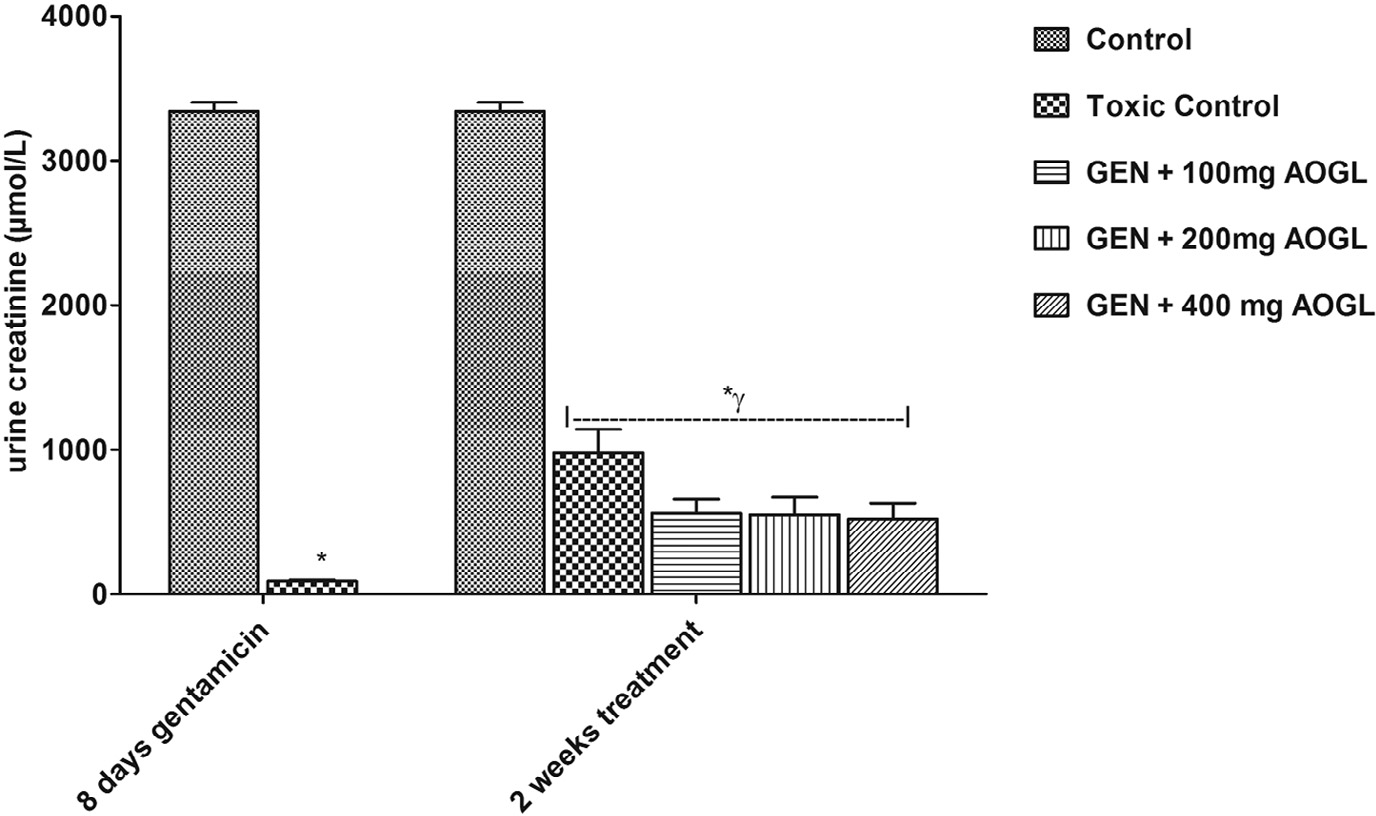 4000
3000
2000
1000
0
urine creatinine (µmol/L)
*
*γ
8 days gentamicin
2 weeks treatment
Control
Toxic Control
GEN + 100mg AOGL
GEN + 200mg AOGL
GEN + 400 mg AOGL